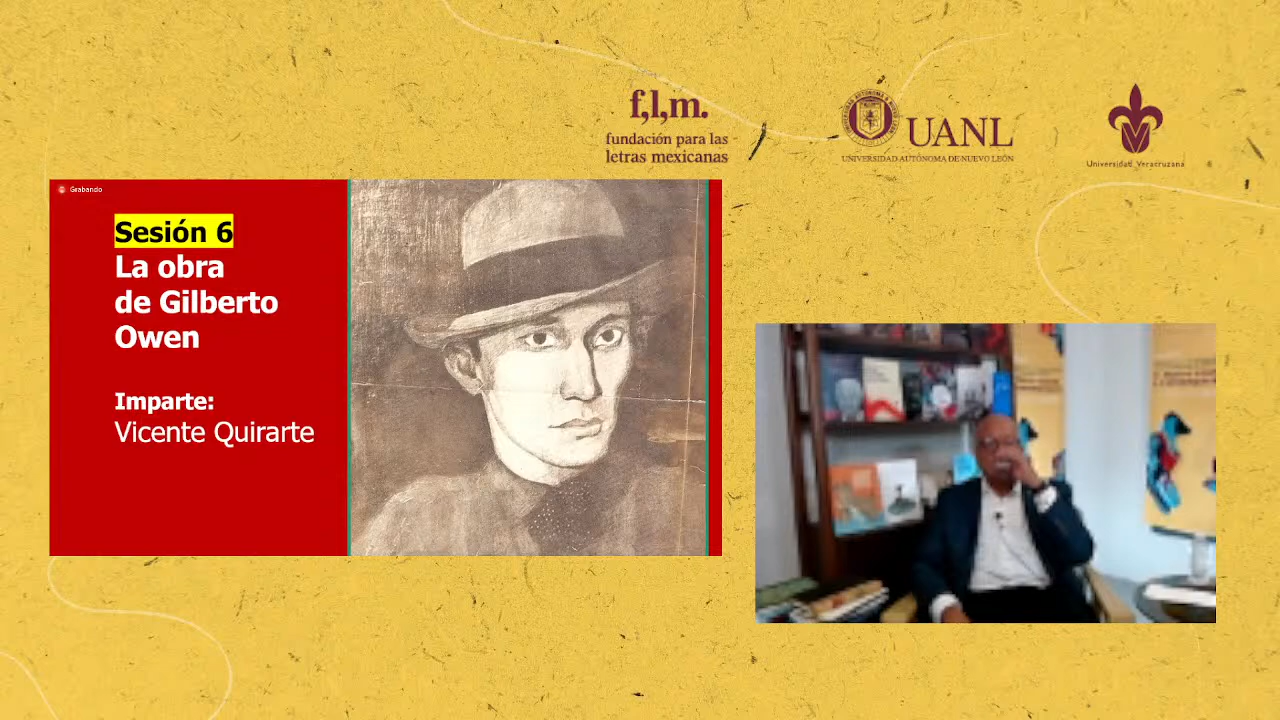 f,l,m.
fundación para las
letras mexicanas
UANL
UNIVERSIDAD AUTÓNOMA DE NUEVO LEÓN
Universidad Veracruzana
Grabando
Sesión 6
La obra
de Gilberto
Owen
Imparte:
Vicente Quirarte